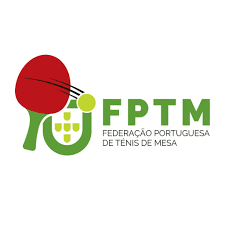 FPTM
FEDERAÇÃO PORTUGUESA
DE TÉNIS DE MESA